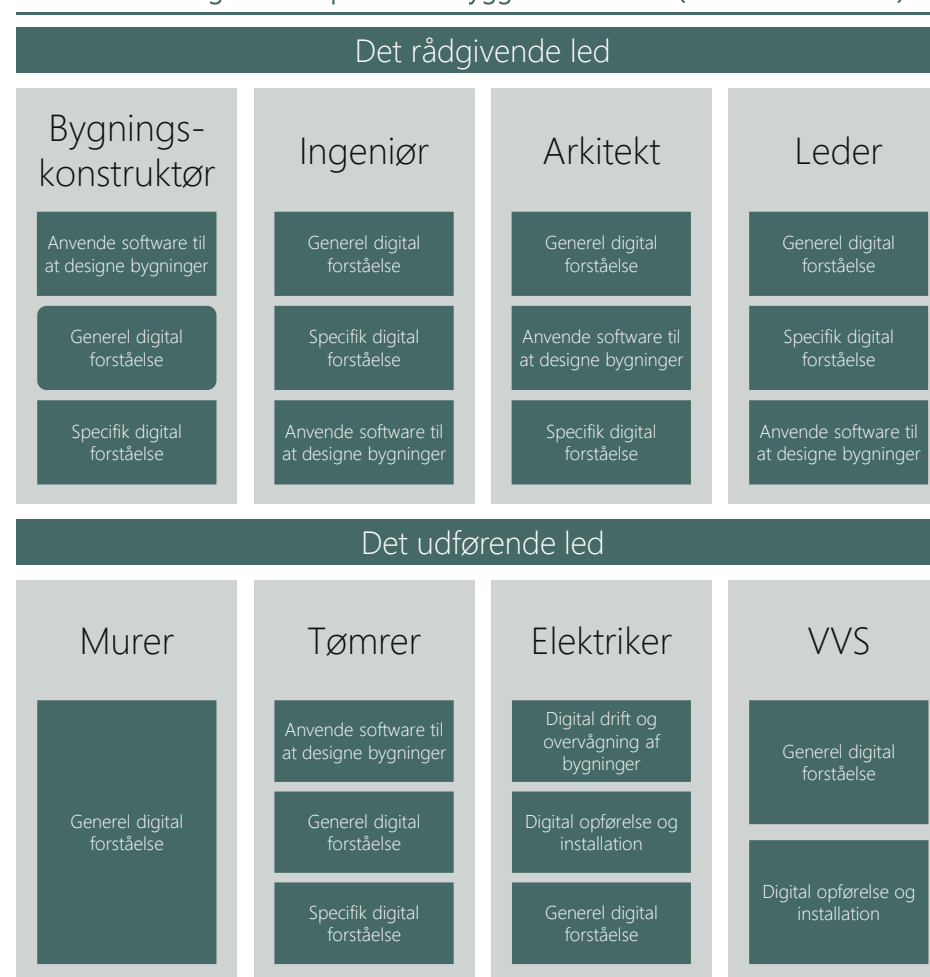 Det rådgivende led
Bygnings-
konstruktør
Anvende software til
at designe bygninger
Generel digital
forståelse
Specifik digital
forståelse
Ingeniør
Generel digital
forståelse
Specifik digital
forståelse
Anvende software til
at designe bygninger
Arkitekt
Generel digital
forståelse
Anvende software til
at designe bygninger
Specifik digital
forståelse
Leder
Generel digital
forståelse
Specifik digital
forståelse
Anvende software til
at designe bygninger
Det udførende led
Murer
Generel digital
forståelse
Tømrer
Anvende software til
at designe bygninger
Generel digital
forståelse
Specifik digital
forståelse
Elektriker
Digital drift og
overvågning af
bygninger
Digital opførelse og
installation
Generel digital
forståelse
VVS
Generel digital
forståelse
Digital opførelse og
installation